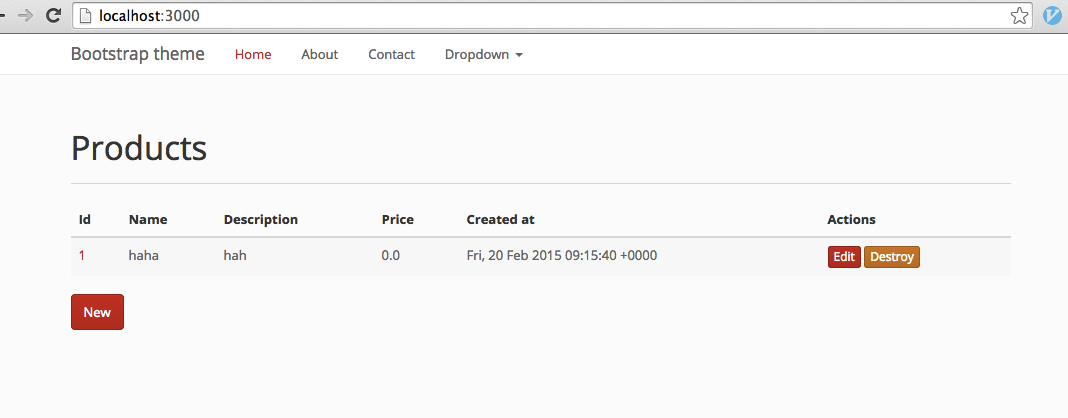 localhost:3000
Bootstrap theme Home About Contact Dropdown
Products
Id Name Description Price Created at Actions
1 haha hah 0.0 Fri, 20 Feb 2015 09:15:40 +0000 Edit Destroy
New